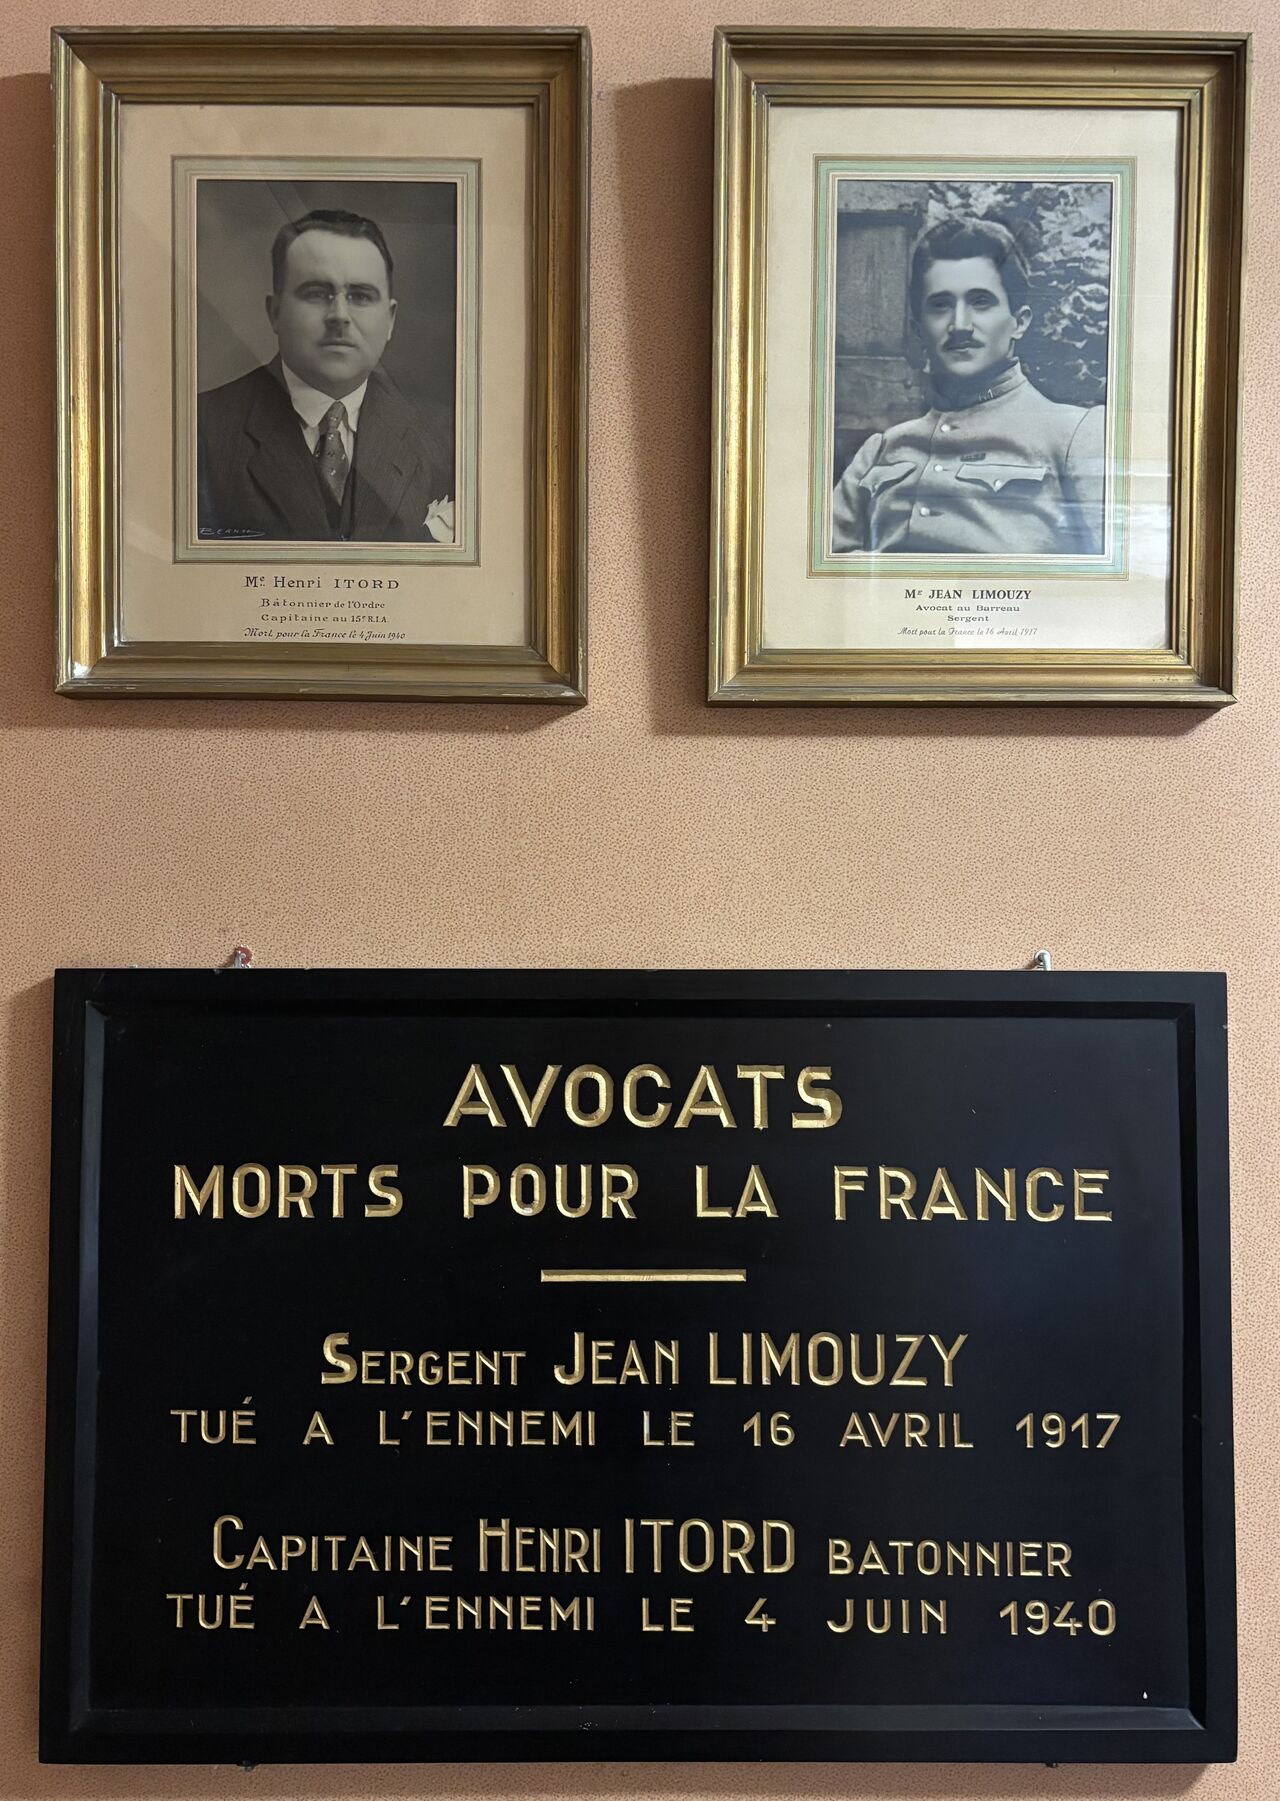 BERNON
Me Henri ITORD
Bâtonnier de l'Ordre
Capitaine au 15e R.I.A.
Mort pour la France le 4 Juin 1940
Me JEAN LIMOUZY
Avocat au Barreau
Sergent
Mort pour la France le 16 Avril 1917
AVOCATS
MORTS POUR LA FRANCE
SERGENT JEAN LIMOUZY
TUÉ A L'ENNEMI LE 16 AVRIL 1917
CAPITAINE HENRI ITORD BATONNIER
TUÉ A L'ENNEMI LE 4 JUIN 1940